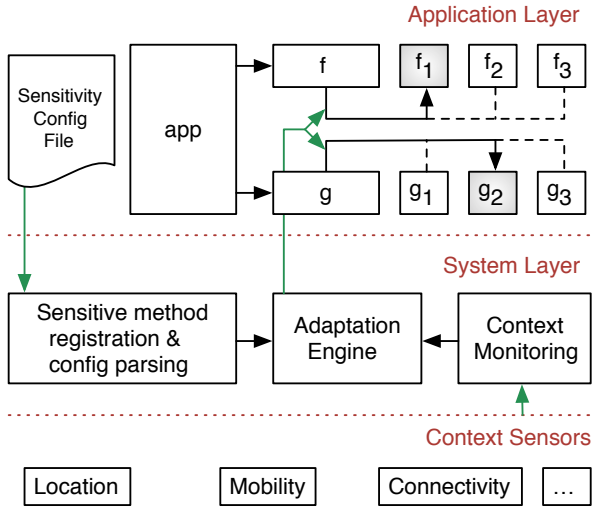 Application Layer
Sensitivity
Config
File
app
f
f1
f2
f3
g
g1
g2
g3
System Layer
Sensitive method
registration &
config parsing
Adaptation
Engine
Context
Monitoring
Context Sensors
Location
Mobility
Connectivity
...